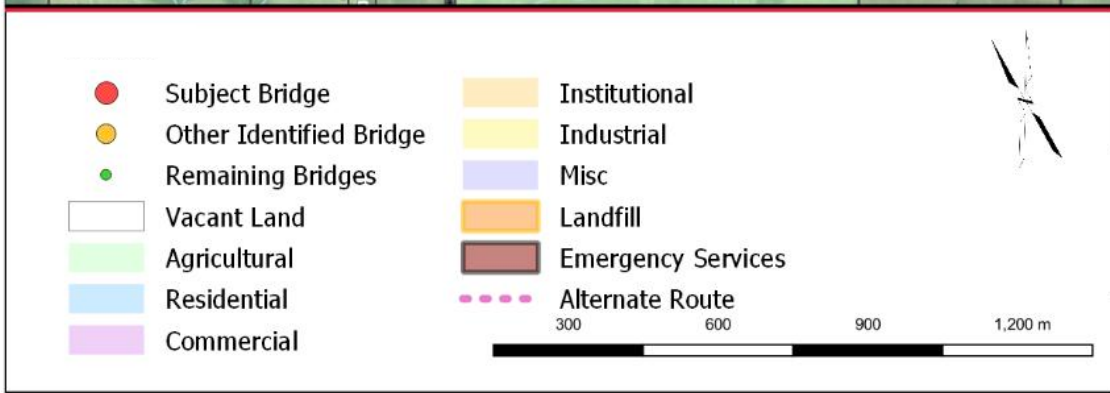 Subject Bridge
Other Identified Bridge
Remaining Bridges
Vacant Land
Agricultural
Residential
Commercial
Institutional
Industrial
Misc
Landfill
Emergency Services
Alternate Route
300 600 900 1,200 m